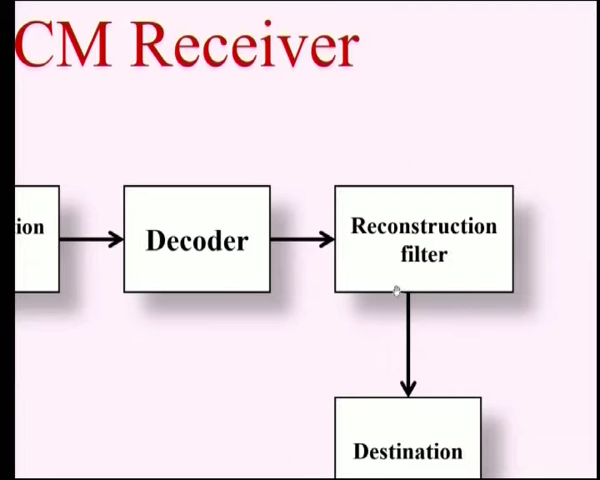 CM Receiver
ion
Decoder
Reconstruction
filter
Destination